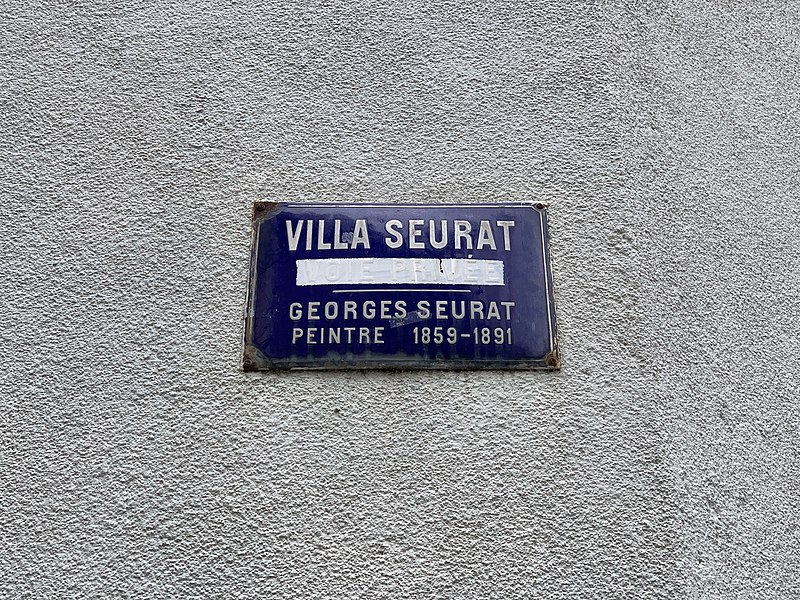 VILLA SEURAT
VOIE PRIVÉE
GEORGES SEURAT
PEINTRE 1859-1891